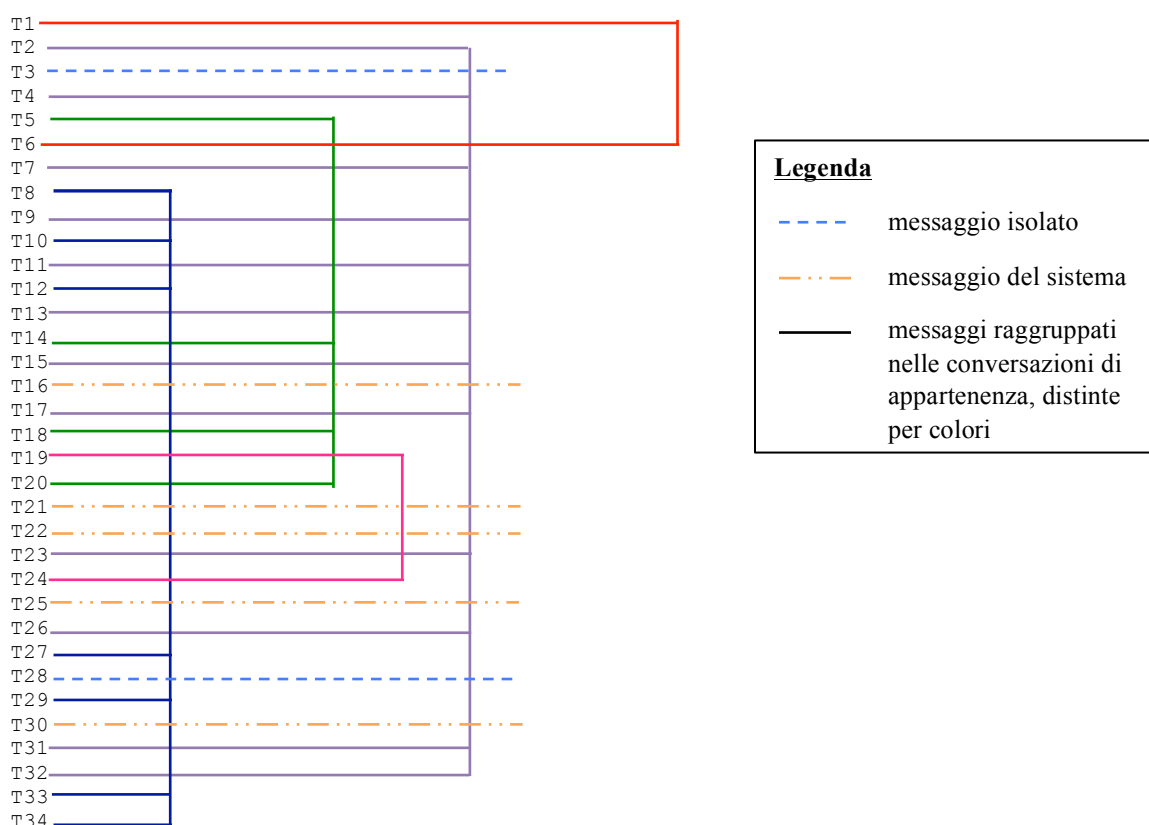 T1
T2
T3
T4
T5
T6
T7
T8
T9
T10
T11
T12
T13
T14
T15
T16
T17
T18
T19
T20
T21
T22
T23
T24
T25
T26
T27
T28
T29
T30
T31
T32
T33
T34
Legenda
messaggio isolato
messaggio del sistema
messaggi raggruppati
nelle conversazioni di
appartenenza, distinte
per colori